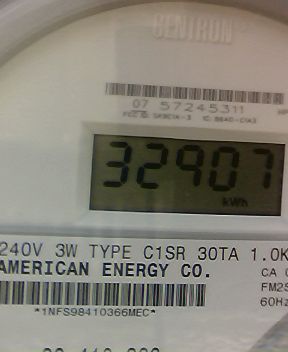 CENTRON
07 57245311
32907
kWh
240V 3W TYPE C1SR 30TA 1.0K
AMERICAN ENERGY CO.
CA
FM2S
60Hz
*1NFS98410366MEC*